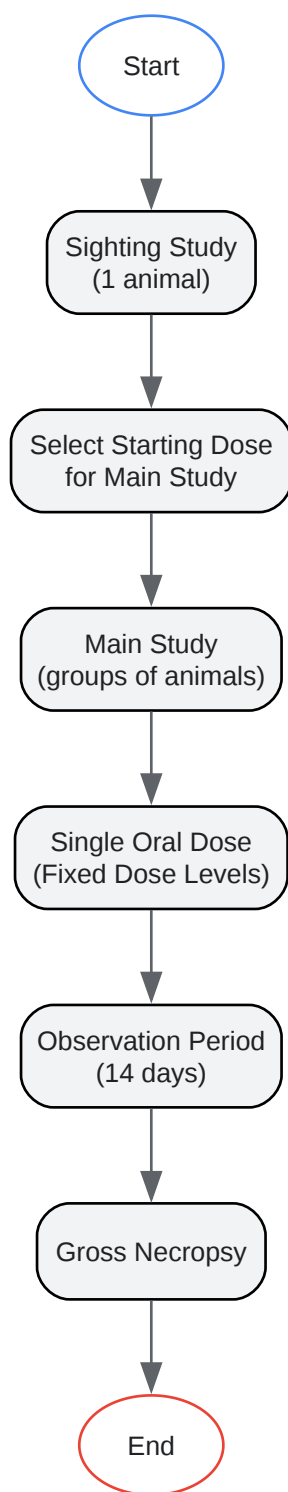 Start
Sighting Study
(1 animal)
Select Starting Dose
for Main Study
Main Study
(groups of animals)
Single Oral Dose
(Fixed Dose Levels)
Observation Period
(14 days)
Gross Necropsy
End